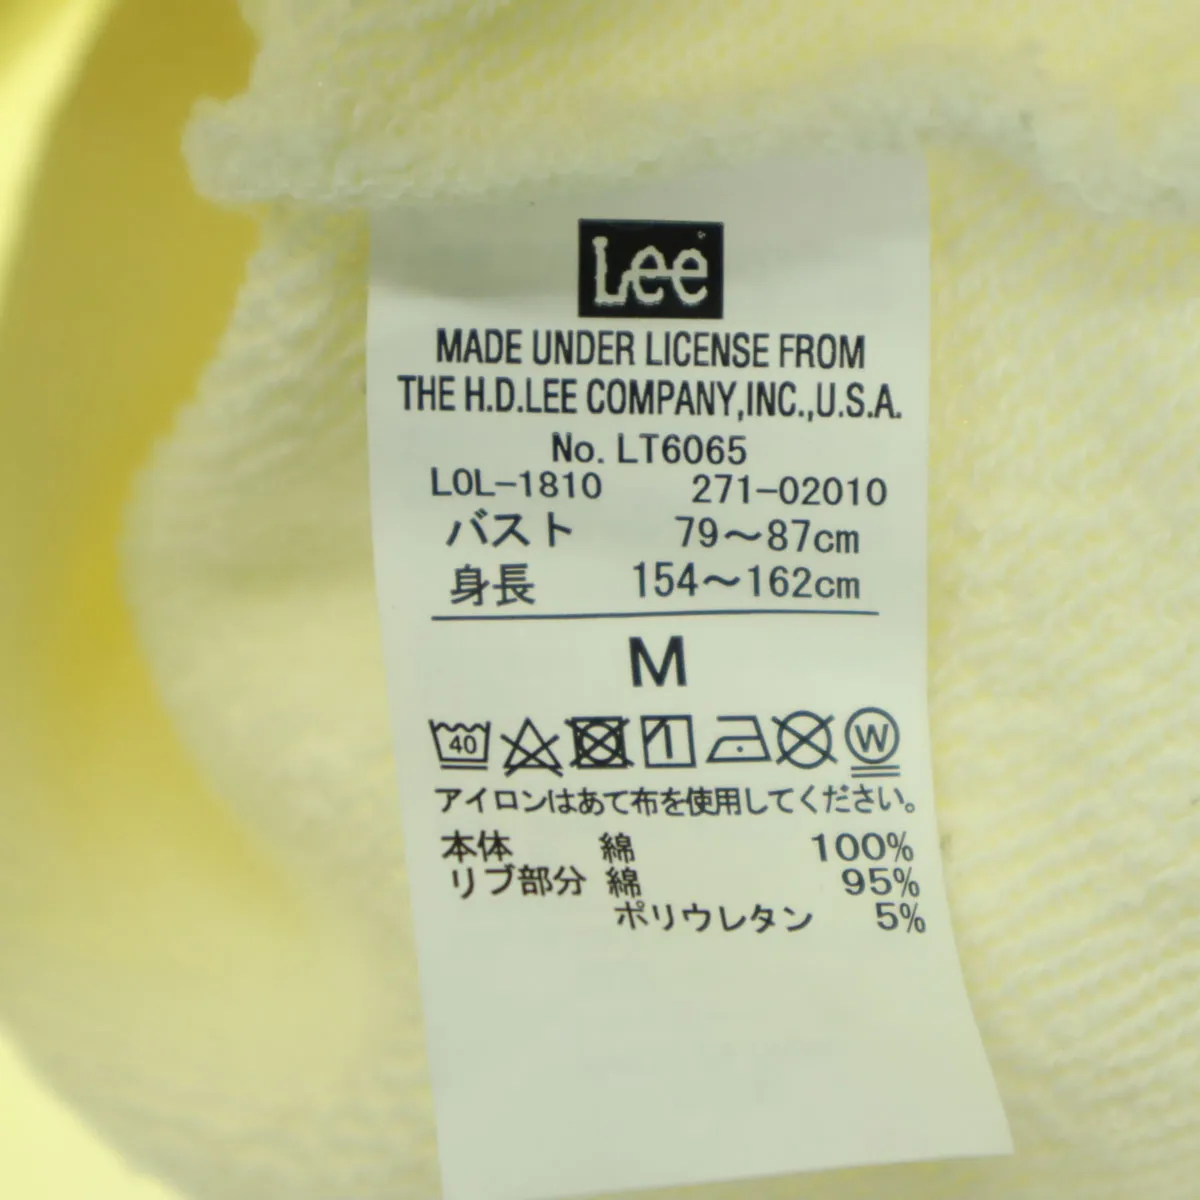 Lee
MADE UNDER LICENSE FROM
THE H.D.LEE COMPANY,INC.,U.S.A.
No. LT6065
LOL-1810 271-02010
バスト 79～87cm
身長 154～162cm
M
40 W
アイロンはあて布を使用してください。
本体 綿 100%
リブ部分 綿 95%
ポリウレタン 5%